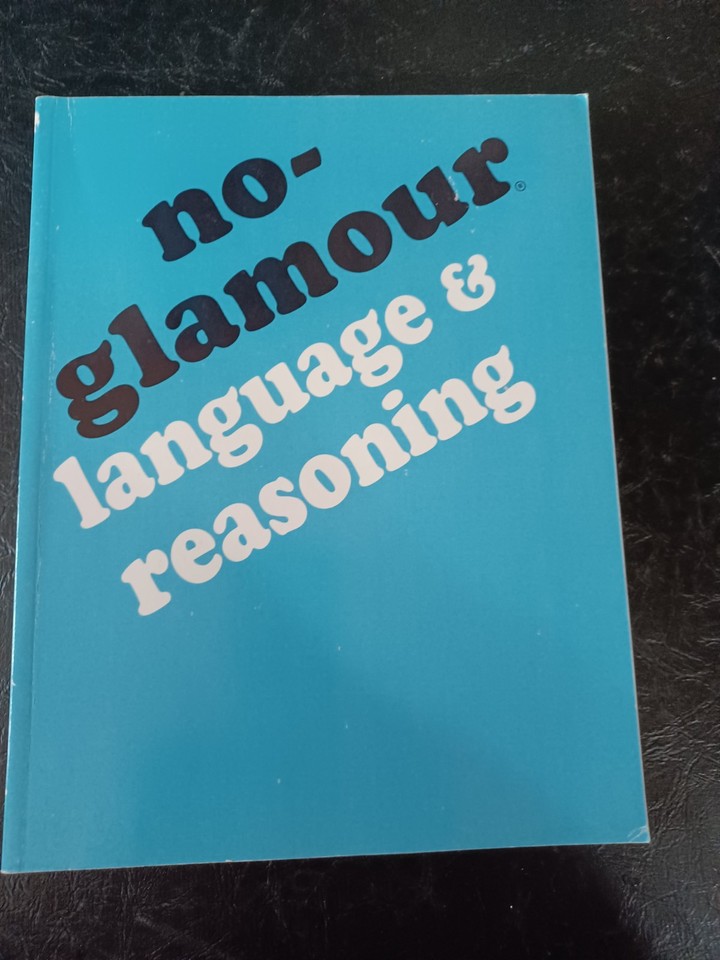 no-
glamour®
language &
reasoning